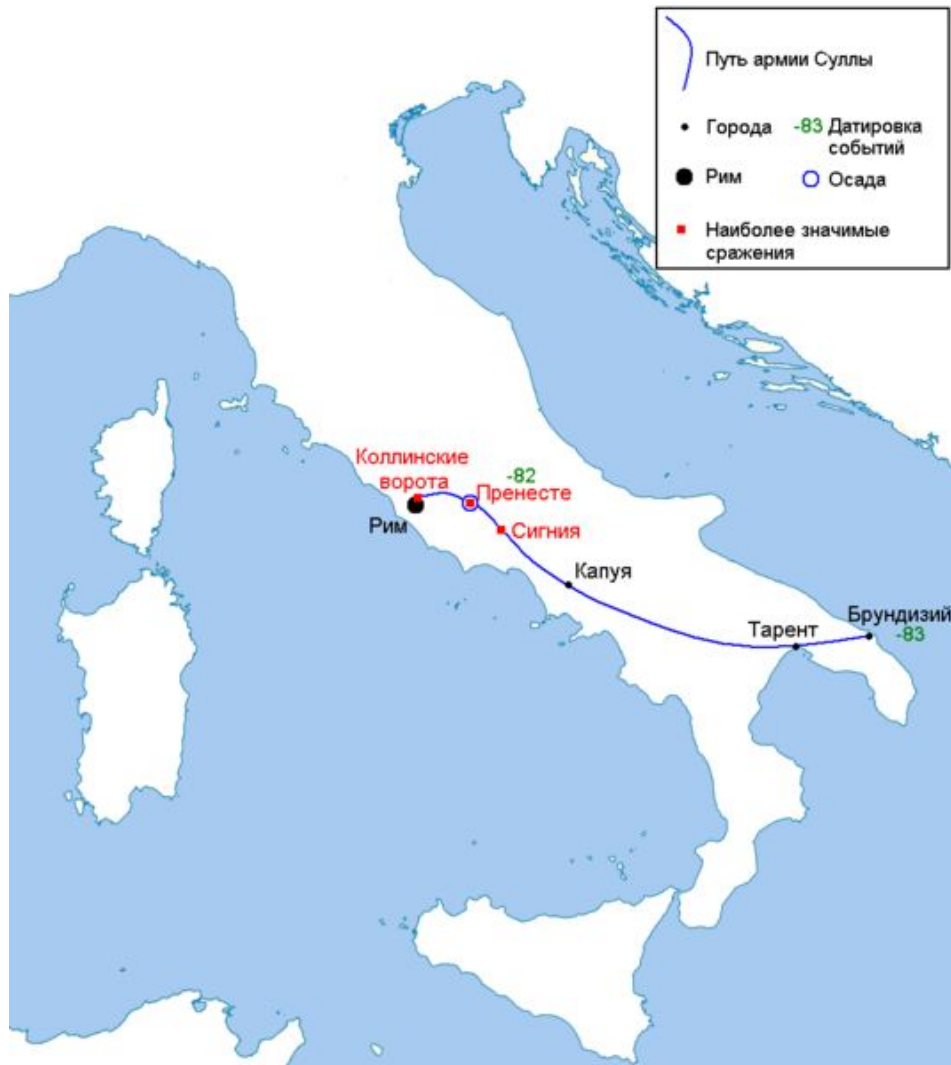 Путь армии Суллы
Города
-83 Датировка
событий
Рим
Осада
Наиболее значимые
сражения
Коллинские
ворота
-82
Пренесте
Рим
Сигния
Капуя
Брундизий
Тарент
-83